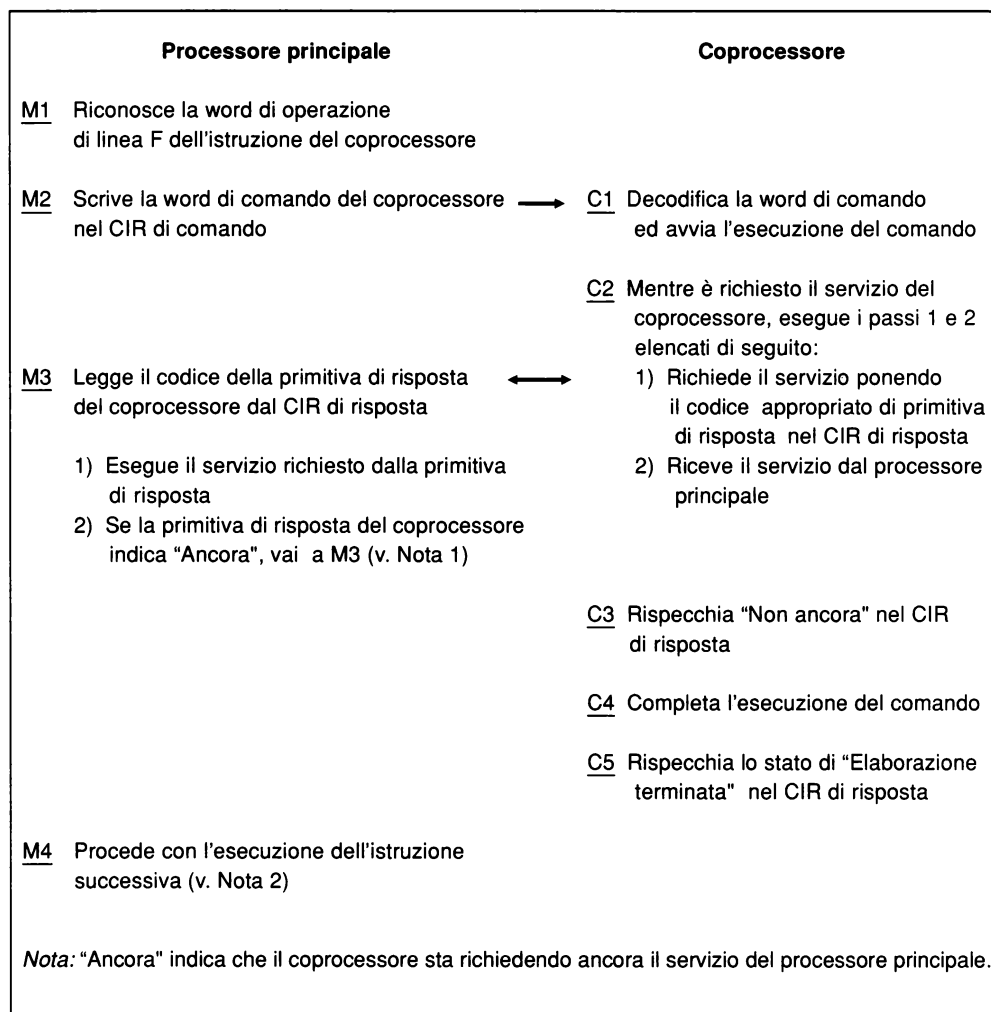 Processore principale
Coprocessore
M1 Riconosce la word di operazione
di linea F dell'istruzione del coprocessore
M2 Scrive la word di comando del coprocessore
nel CIR di comando
C1 Decodifica la word di comando
ed avvia l'esecuzione del comando
C2 Mentre è richiesto il servizio del
coprocessore, esegue i passi 1 e 2
elencati di seguito:
1) Richiede il servizio ponendo
il codice appropriato di primitiva
di risposta nel CIR di risposta
2) Riceve il servizio dal processore
principale
M3 Legge il codice della primitiva di risposta
del coprocessore dal CIR di risposta
1) Esegue il servizio richiesto dalla primitiva
di risposta
2) Se la primitiva di risposta del coprocessore
indica “Ancora”, vai a M3 (v. Nota 1)
C3 Rispecchia “Non ancora” nel CIR
di risposta
C4 Completa l'esecuzione del comando
C5 Rispecchia lo stato di “Elaborazione
terminata" nel CIR di risposta
M4 Procede con l'esecuzione dell'istruzione
successiva (v. Nota 2)
Nota: “Ancora" indica che il coprocessore sta richiedendo ancora il servizio del processore principale.